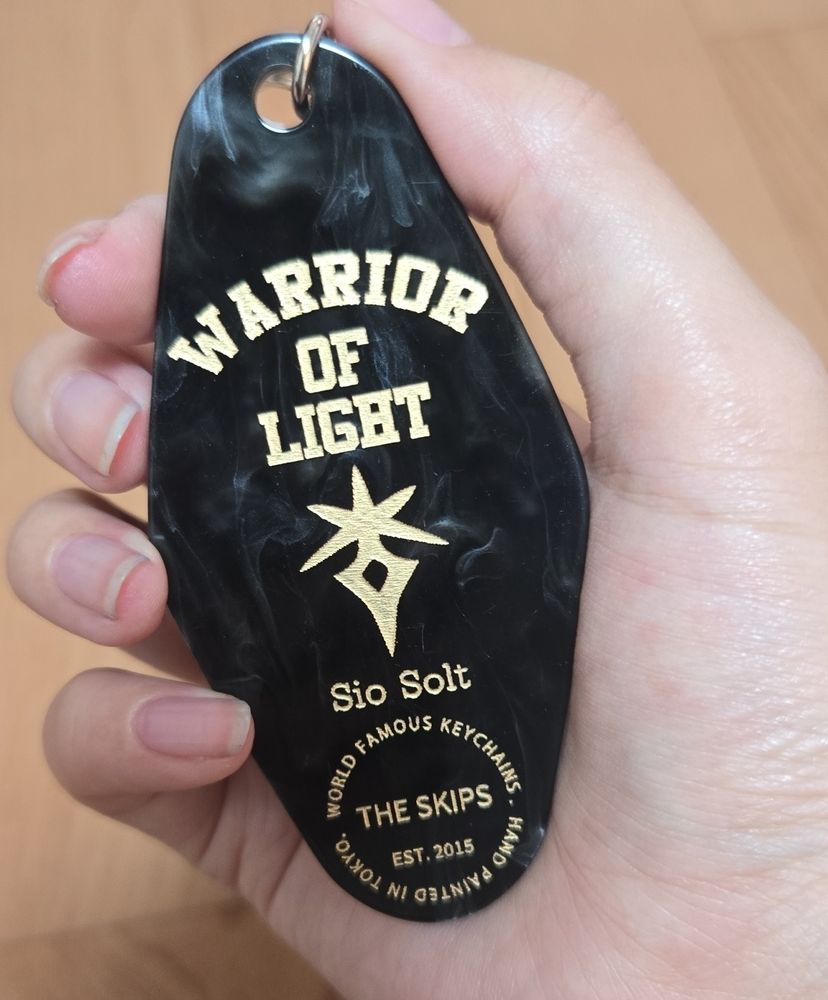 WARRIOR
OF
LIGHT
Sio Solt
WORLD FAMOUS KEYCHAINS.
THE SKIPS
EST. 2015
HAND PAINTED IN TOKYO.